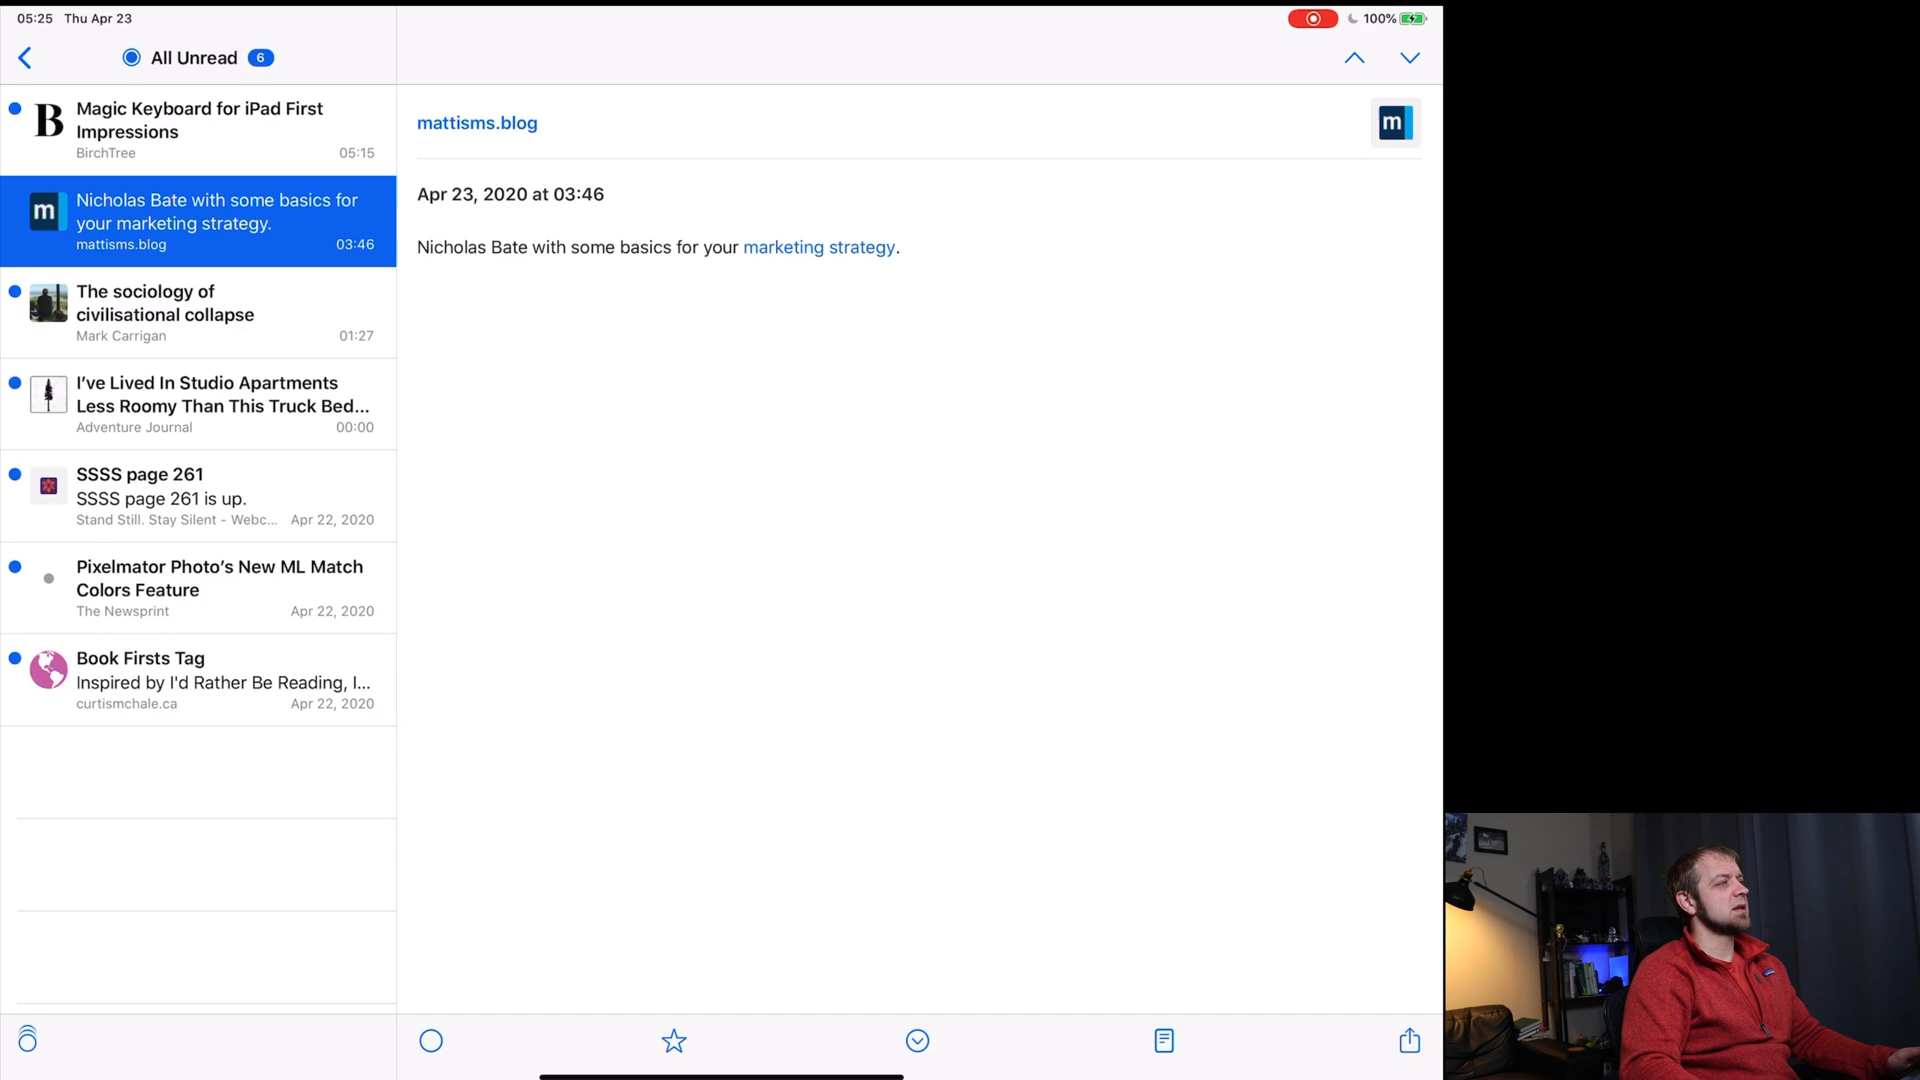 05:25 Thu Apr 23
100%
All Unread 6
Magic Keyboard for iPad First
Impressions
BirchTree 05:15
B
Nicholas Bate with some basics for
your marketing strategy.
mattisms.blog 03:46
m
The sociology of
civilisational collapse
Mark Carrigan 01:27
I've Lived In Studio Apartments
Less Roomy Than This Truck Bed...
Adventure Journal 00:00
SSSS page 261
SSSS page 261 is up.
Stand Still. Stay Silent - Webc... Apr 22, 2020
Pixelmator Photo's New ML Match
Colors Feature
The Newsprint Apr 22, 2020
Book Firsts Tag
Inspired by I'd Rather Be Reading, I...
curtismchale.ca Apr 22, 2020
mattisms.blog
m
Apr 23, 2020 at 03:46
Nicholas Bate with some basics for your marketing strategy.